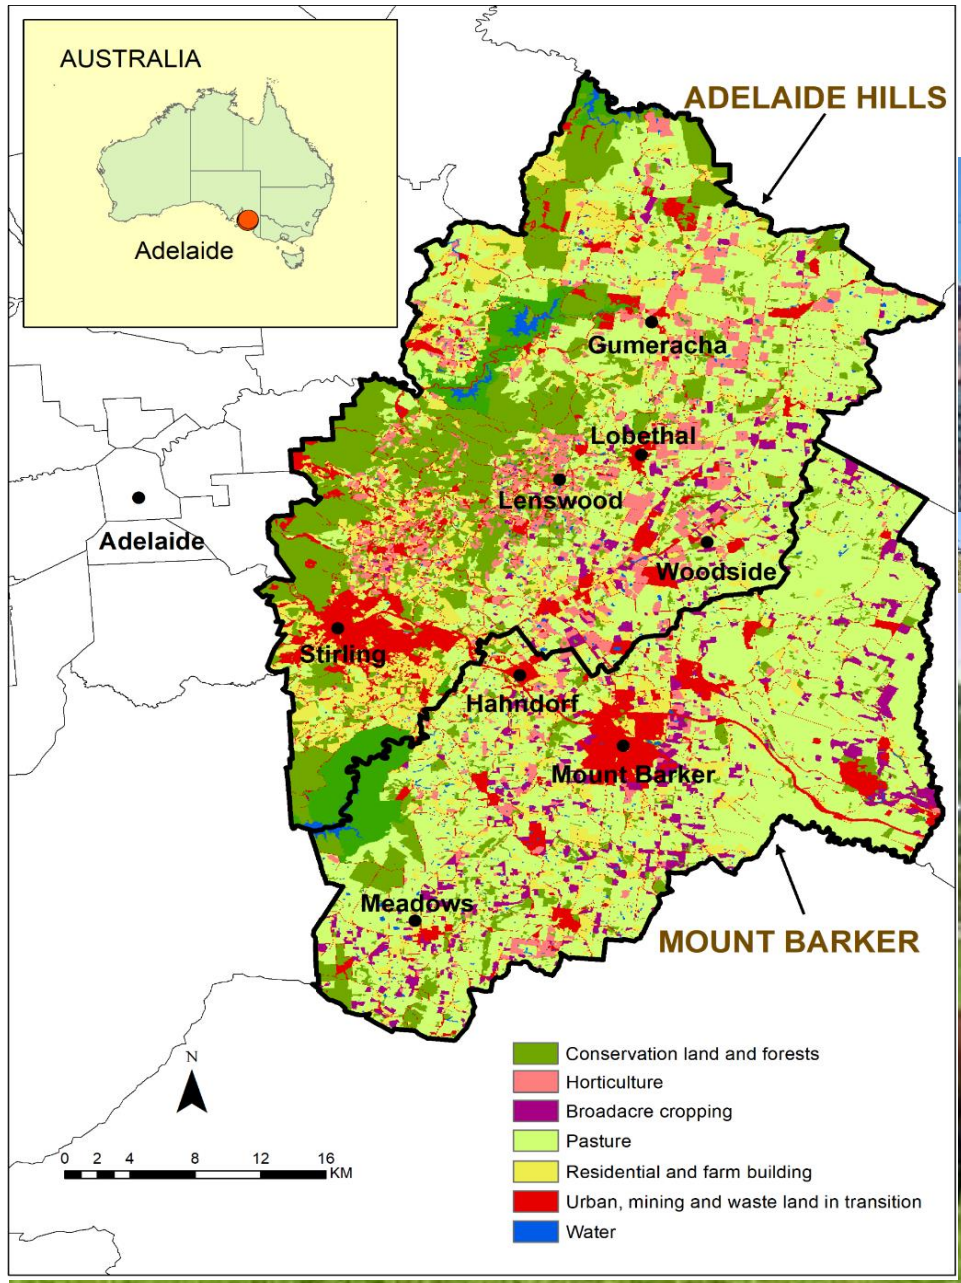 AUSTRALIA
Adelaide
ADELAIDE HILLS
Gumeracha
Lobethal
Lenswood
Adelaide
Woodside
Stirling
Hahndorf
Mount Barker
Meadows
MOUNT BARKER
N
0 2 4 8 12 16
KM
Conservation land and forests
Horticulture
Broadacre cropping
Pasture
Residential and farm building
Urban, mining and waste land in transition
Water